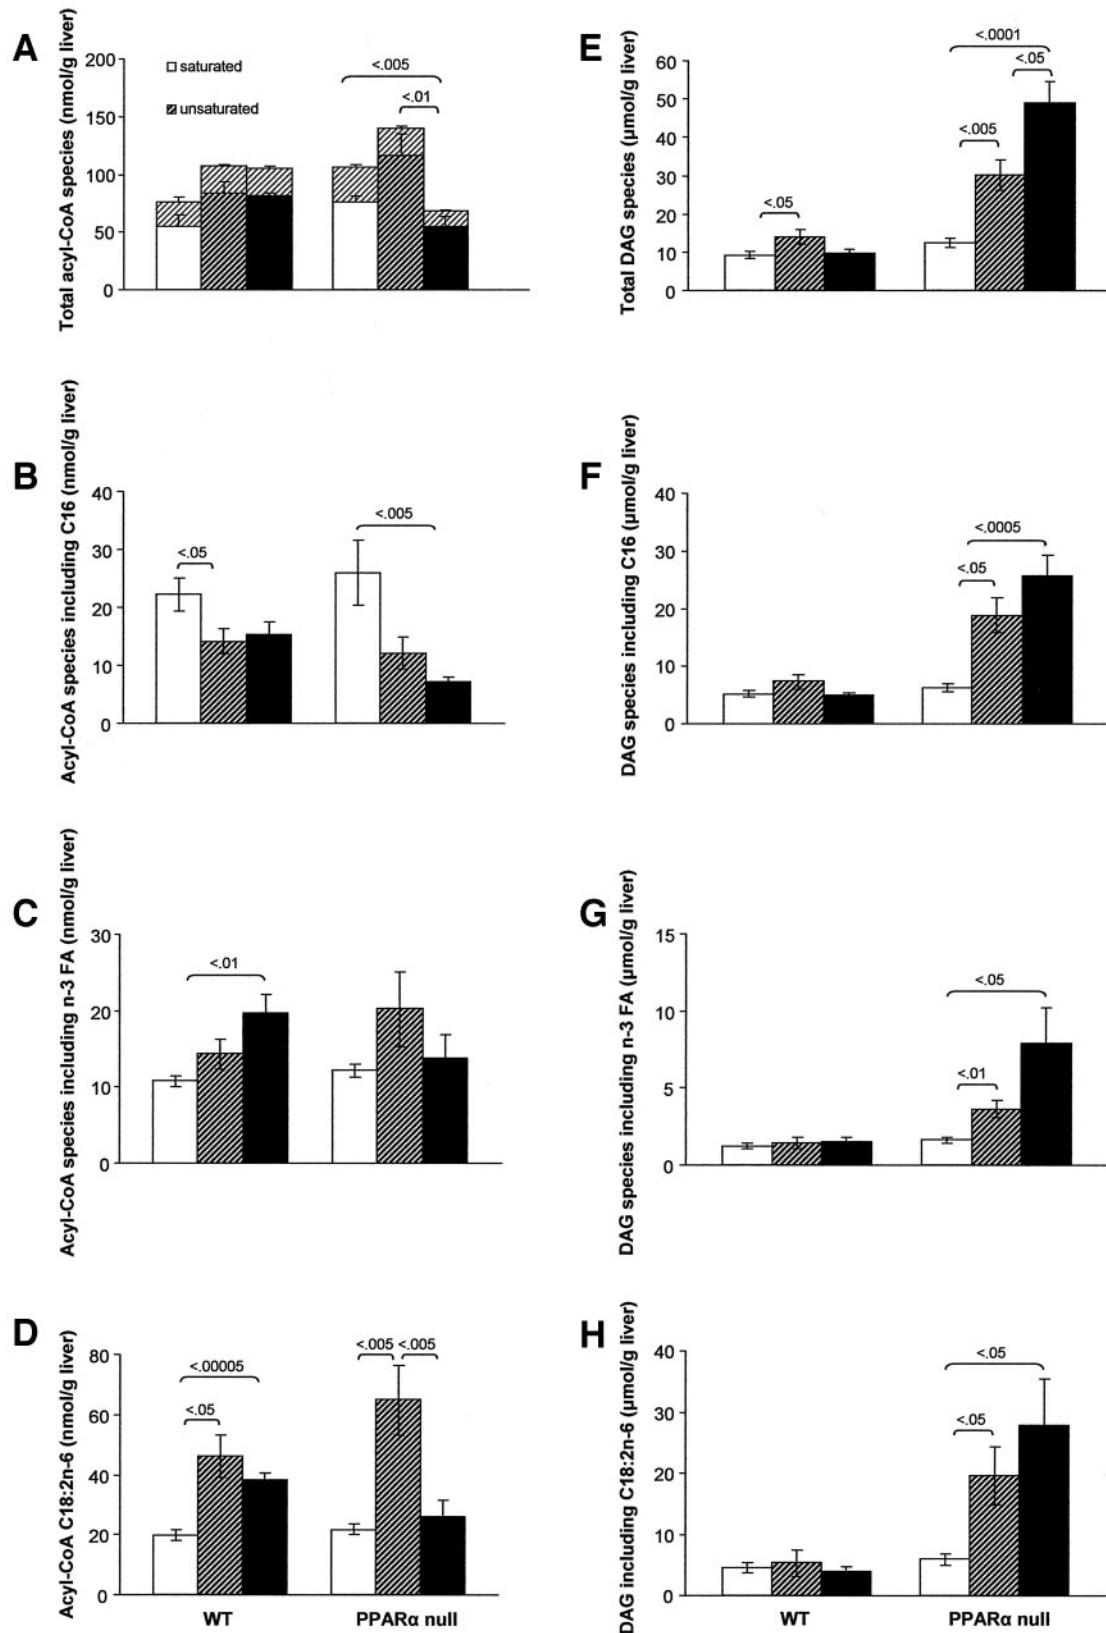 A
Total acyl-CoA species (nmol/g liver)
200
150
100
50
0
saturated
unsaturated
<.005
<.01
E
Total DAG species (µmol/g liver)
60
50
40
30
20
10
0
<.05
<.0001
<.05
<.005
B
Acyl-CoA species including C16 (nmol/g liver)
40
30
20
10
0
<.05
<.005
F
DAG species including C16 (µmol/g liver)
40
30
20
10
0
<.0005
<.05
C
Acyl-CoA species including n-3 FA (nmol/g liver)
30
20
10
0
<.01
G
DAG species including n-3 FA (µmol/g liver)
15
10
5
0
<.05
<.01
D
Acyl-CoA C18:2n-6 (nmol/g liver)
80
60
40
20
0
<.00005
<.05
<.005 <.005
WT PPARα null
H
DAG including C18:2n-6 (µmol/g liver)
40
30
20
10
0
<.05
<.05
WT PPARα null